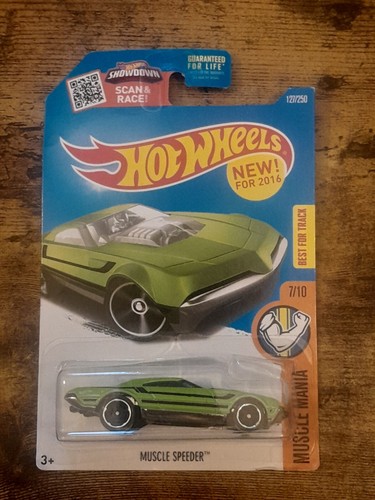 SHOWDOWN
SCAN &
RACE!
GUARANTEED
FOR LIFE
127/250
HOT WHEELS
NEW!
FOR 2016
BEST FOR TRACK
7/10
MUSCLE MANIA
MUSCLE SPEEDER™
3+